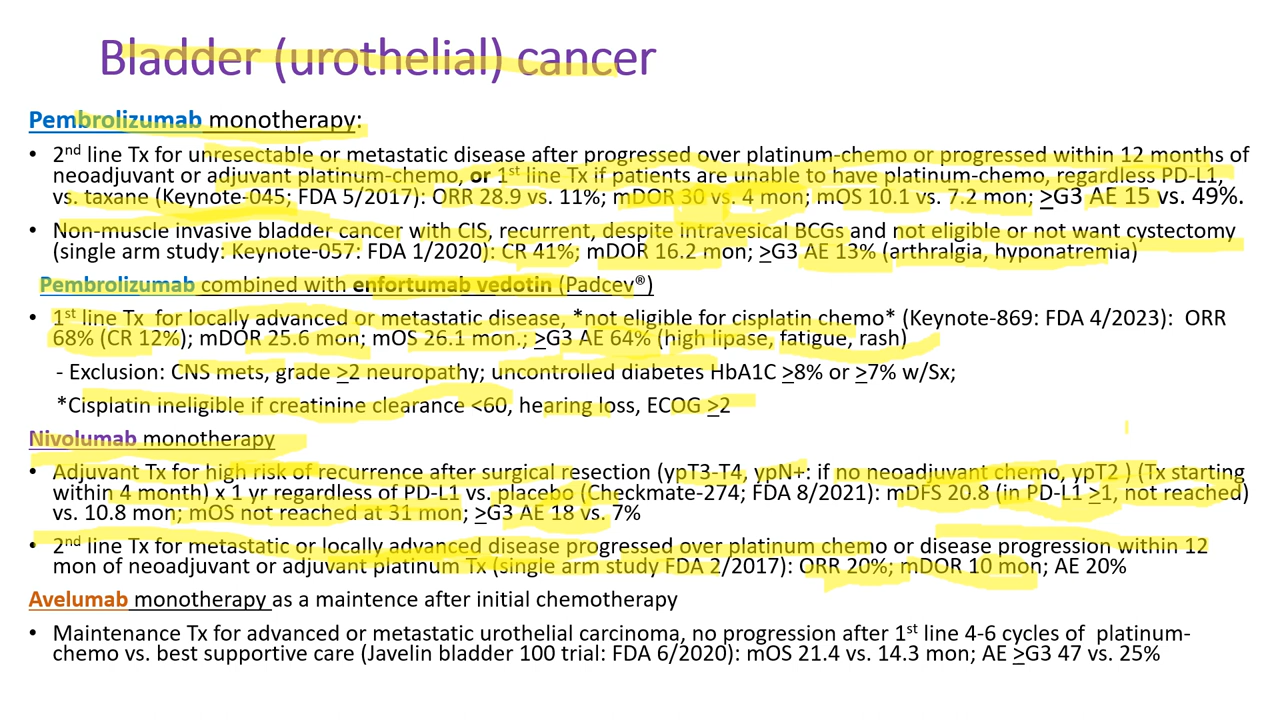 Bladder (urothelial) cancer
Pembrolizumab monotherapy:
• 2nd line Tx for unresectable or metastatic disease after progressed over platinum-chemo or progressed within 12 months of
neoadjuvant or adjuvant platinum-chemo, or 1st line Tx if patients are unable to have platinum-chemo, regardless PD-L1,
vs. taxane (Keynote-045; FDA 5/2017): ORR 28.9 vs. 11%; mDOR 30 vs. 4 mon; mOS 10.1 vs. 7.2 mon; >G3 AE 15 vs. 49%.
• Non-muscle invasive bladder cancer with CIS, recurrent, despite intravesical BCGs and not eligible or not want cystectomy
(single arm study: Keynote-057: FDA 1/2020): CR 41%; mDOR 16.2 mon; >G3 AE 13% (arthralgia, hyponatremia)
Pembrolizumab combined with enfortumab vedotin (Padcev®)
• 1st line Tx  for locally advanced or metastatic disease, *not eligible for cisplatin chemo* (Keynote-869: FDA 4/2023):  ORR
68% (CR 12%); mDOR 25.6 mon; mOS 26.1 mon.; >G3 AE 64% (high lipase, fatigue, rash)
- Exclusion: CNS mets, grade >2 neuropathy; uncontrolled diabetes HbA1C >8% or >7% w/Sx;
*Cisplatin ineligible if creatinine clearance <60, hearing loss, ECOG >2
Nivolumab monotherapy
• Adjuvant Tx for high risk of recurrence after surgical resection (ypT3-T4, ypN+: if no neoadjuvant chemo, ypT2 ) (Tx starting
within 4 month) x 1 yr regardless of PD-L1 vs. placebo (Checkmate-274; FDA 8/2021): mDFS 20.8 (in PD-L1 >1, not reached)
vs. 10.8 mon; mOS not reached at 31 mon; >G3 AE 18 vs. 7%
• 2nd line Tx for metastatic or locally advanced disease progressed over platinum chemo or disease progression within 12
mon of neoadjuvant or adjuvant platinum Tx (single arm study FDA 2/2017): ORR 20%; mDOR 10 mon; AE 20%
Avelumab monotherapy as a maintence after initial chemotherapy
• Maintenance Tx for advanced or metastatic urothelial carcinoma, no progression after 1st line 4-6 cycles of  platinum-
chemo vs. best supportive care (Javelin bladder 100 trial: FDA 6/2020): mOS 21.4 vs. 14.3 mon; AE >G3 47 vs. 25%